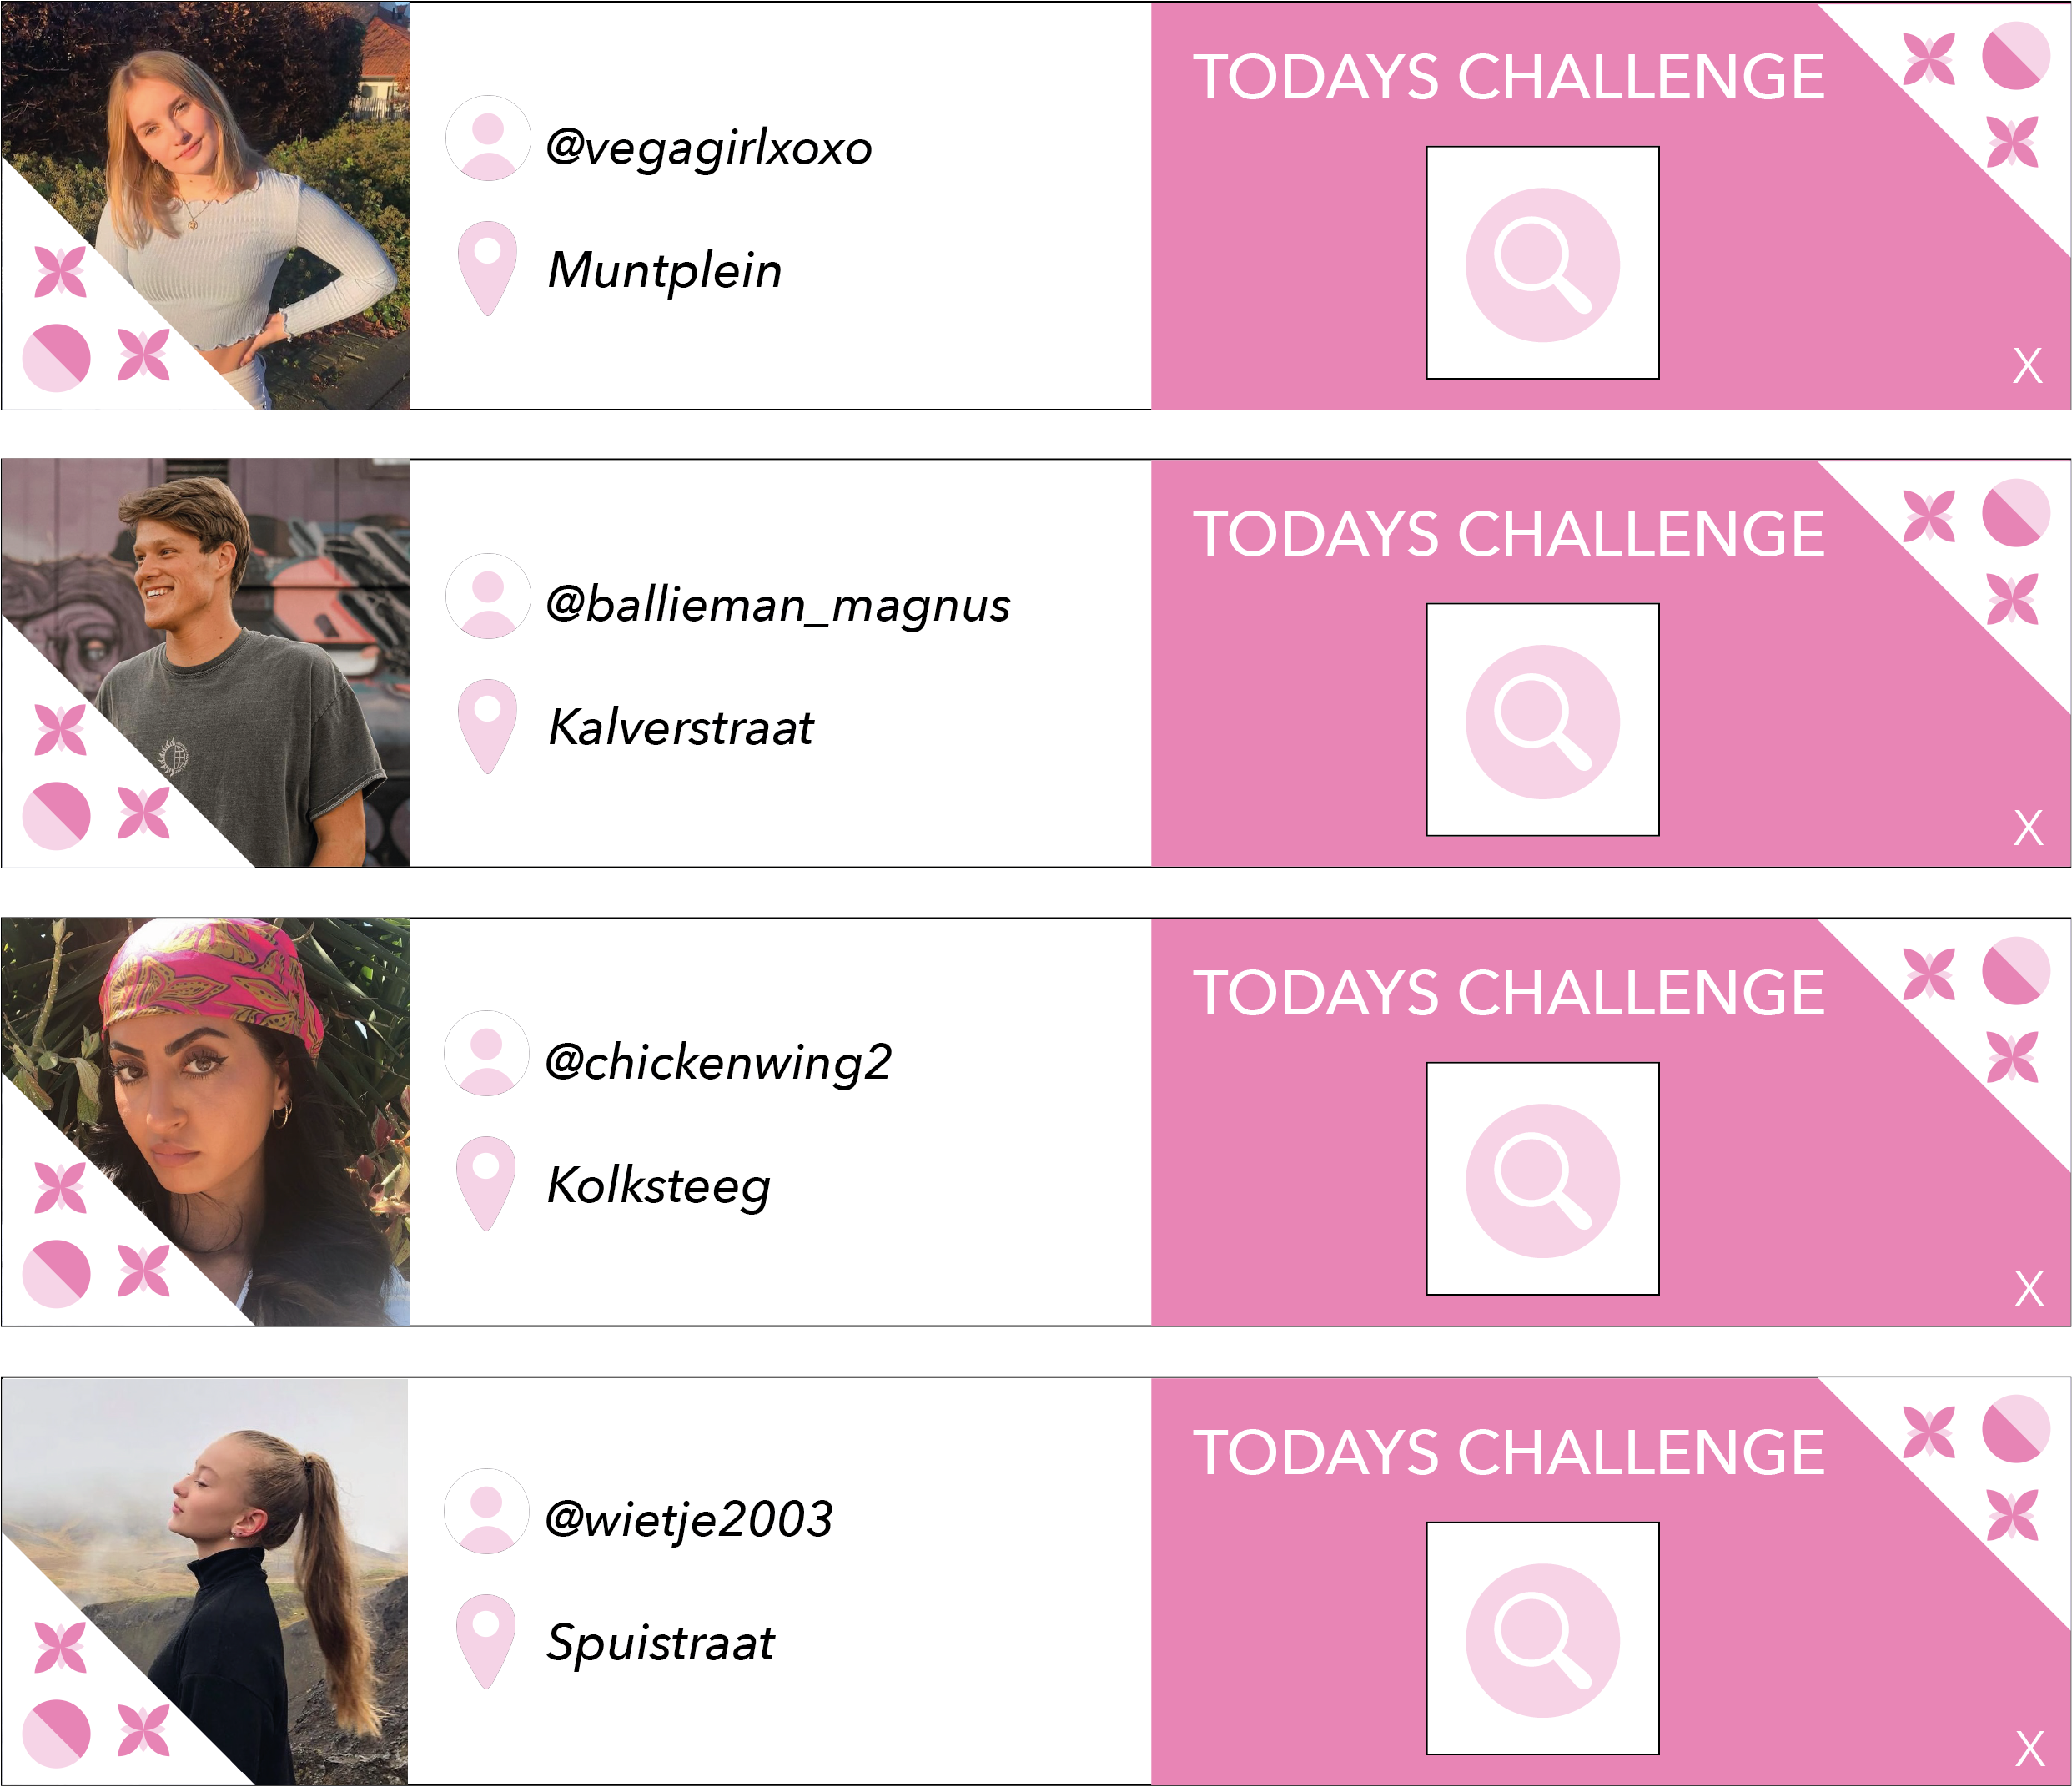 TODAYS CHALLENGE
@vegagirlxoxo
Muntplein
X
TODAYS CHALLENGE
@ballieman_magnus
Kalverstraat
X
TODAYS CHALLENGE
@chickenwing2
Kolksteeg
X
TODAYS CHALLENGE
@wietje2003
Spuistraat
X